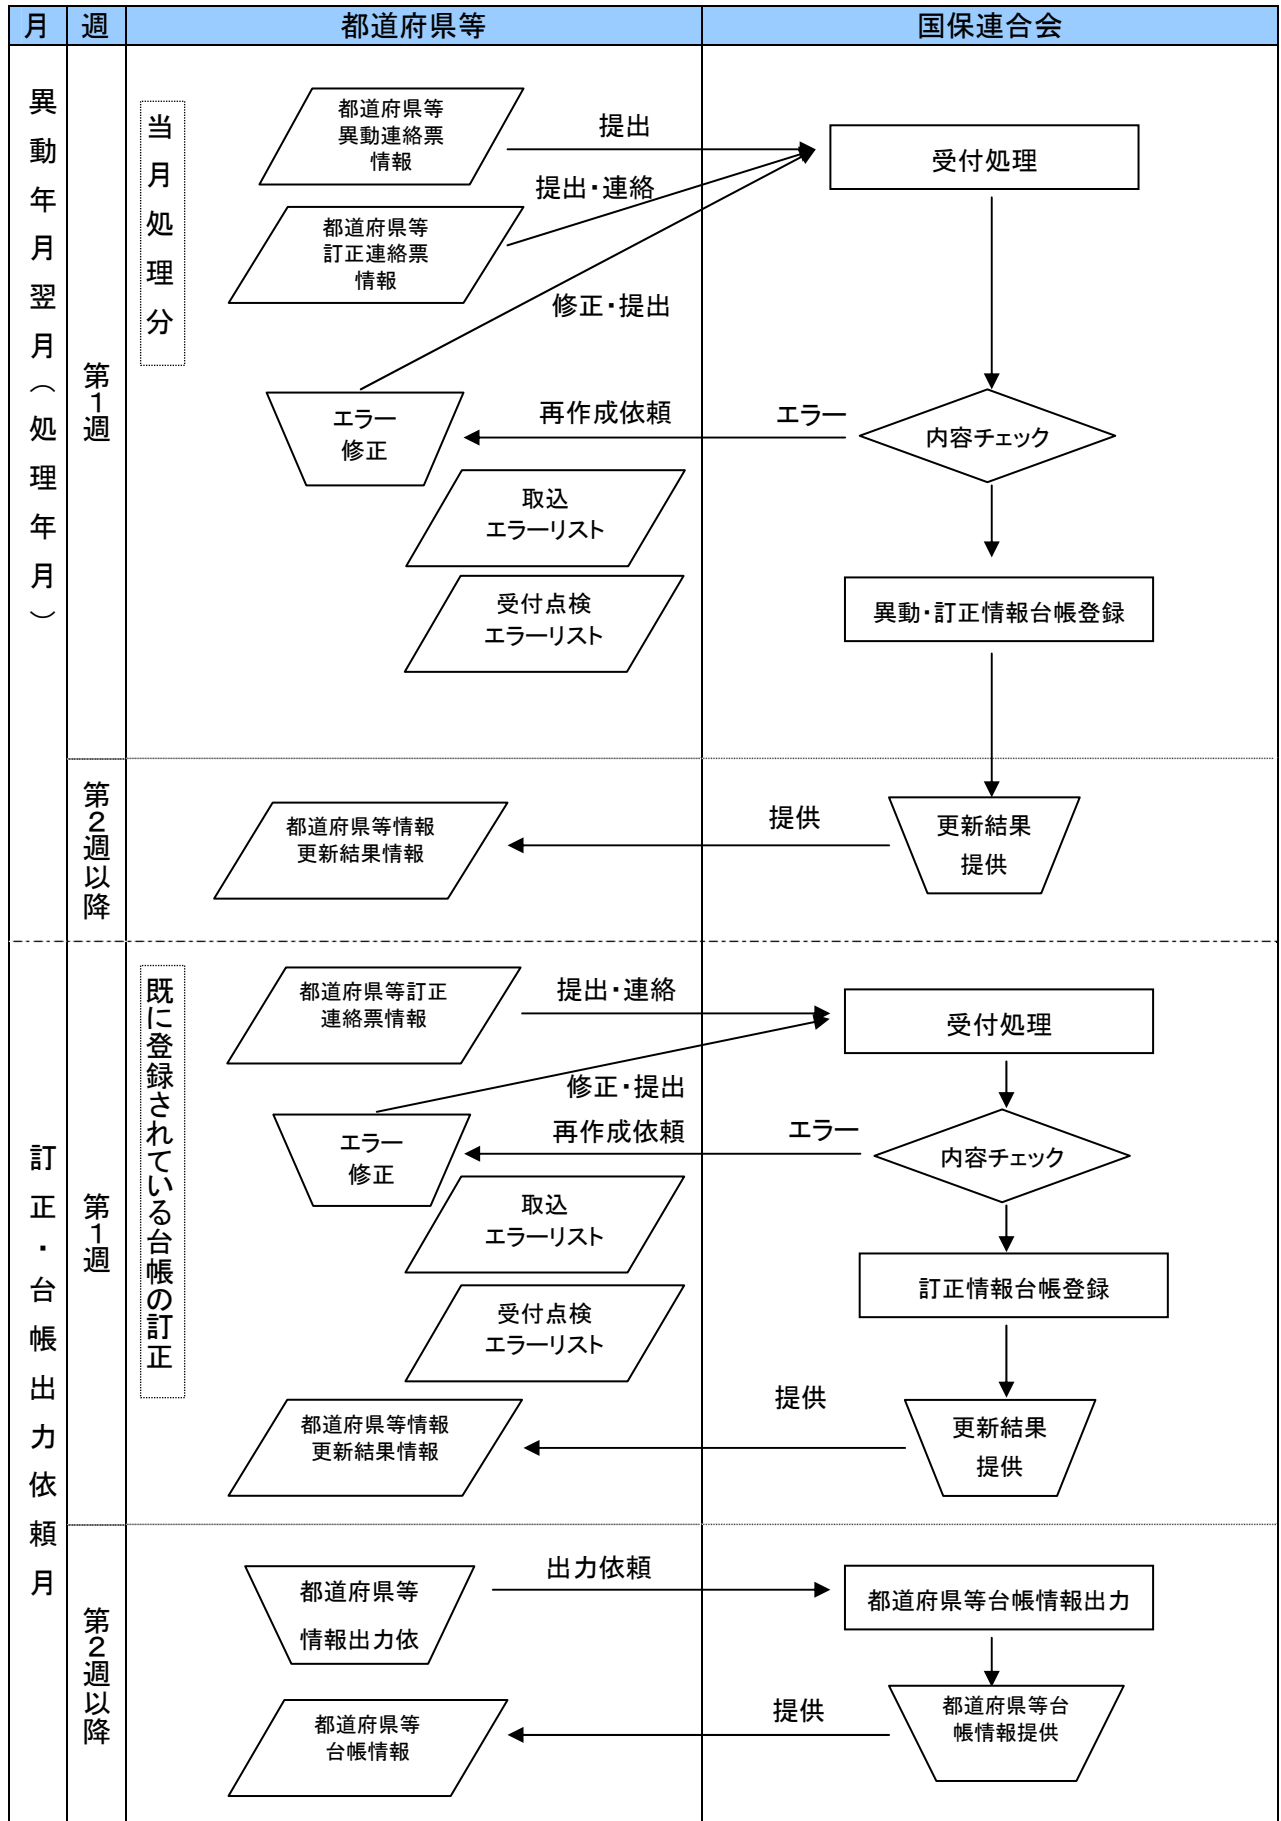 月
週
都道府県等
国保連合会
異動年月翌月（処理年月）
第1週
当月処理分
都道府県等
異動連絡票
情報
提出
受付処理
提出・連絡
都道府県等
訂正連絡票
情報
修正・提出
エラー
修正
再作成依頼
エラー
内容チェック
取込
エラーリスト
受付点検
エラーリスト
異動・訂正情報台帳登録
第2週以降
都道府県等情報
更新結果情報
提供
更新結果
提供
訂正・台帳出力依頼月
第1週
既に登録されている台帳の訂正
都道府県等訂正
連絡票情報
提出・連絡
受付処理
修正・提出
エラー
修正
再作成依頼
エラー
内容チェック
取込
エラーリスト
訂正情報台帳登録
受付点検
エラーリスト
都道府県等情報
更新結果情報
提供
更新結果
提供
第2週以降
都道府県等
情報出力依
出力依頼
都道府県等台帳情報出力
都道府県等
台帳情報
提供
都道府県等台
帳情報提供